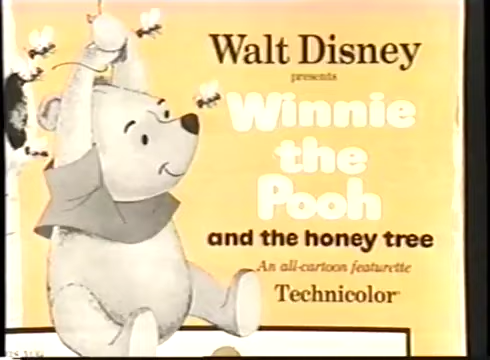 Walt Disney
presents
Winnie
the
Pooh
and the honey tree
An all-cartoon featurette
Technicolor